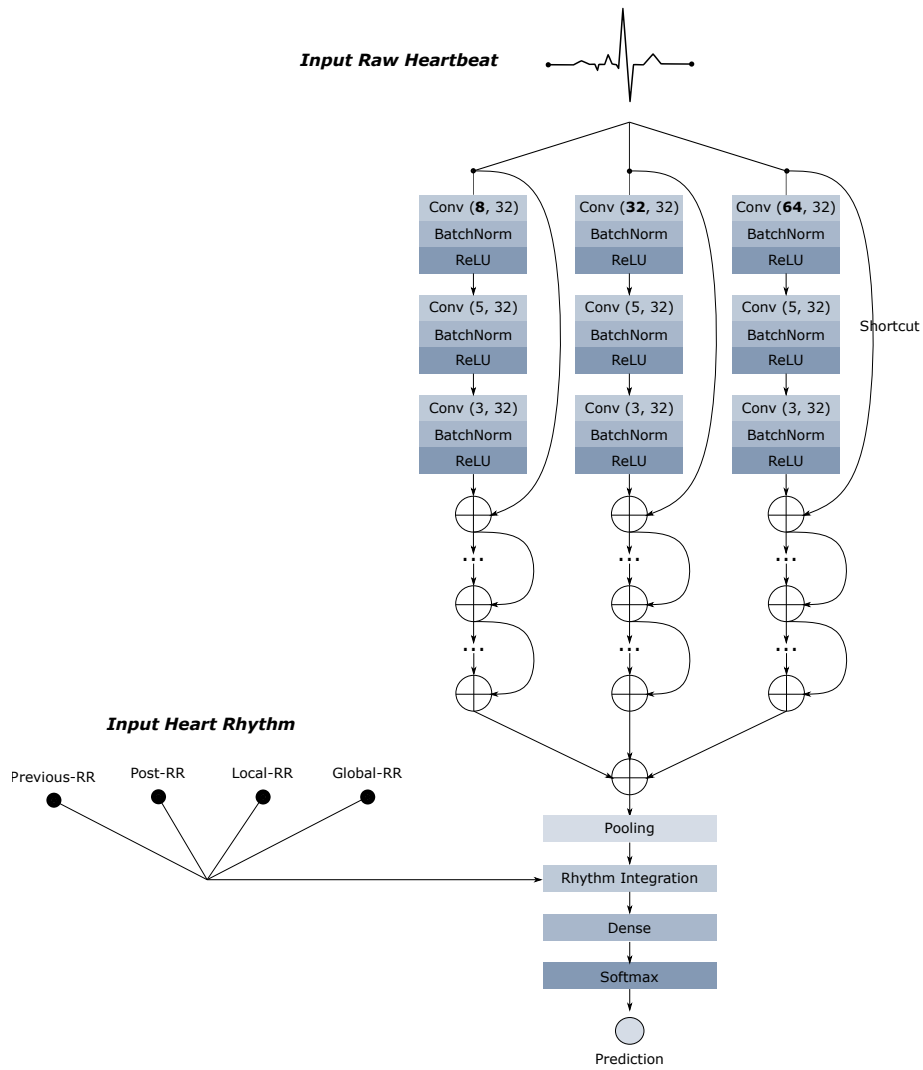 Input Raw Heartbeat
Conv (8, 32)
BatchNorm
ReLU
Conv (5, 32)
BatchNorm
ReLU
Conv (3, 32)
BatchNorm
ReLU
...
...
Conv (32, 32)
BatchNorm
ReLU
Conv (5, 32)
BatchNorm
ReLU
Conv (3, 32)
BatchNorm
ReLU
...
...
Conv (64, 32)
BatchNorm
ReLU
Conv (5, 32)
BatchNorm
ReLU
Conv (3, 32)
BatchNorm
ReLU
...
...
Shortcut
Input Heart Rhythm
Previous-RR
Post-RR
Local-RR
Global-RR
Pooling
Rhythm Integration
Dense
Softmax
Prediction